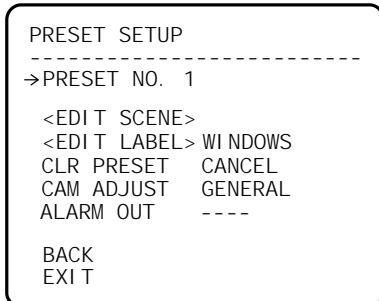 PRESET SETUP
--------------------------
→PRESET NO. 1
<EDIT SCENE>
<EDIT LABEL> WINDOWS
CLR PRESET CANCEL
CAM ADJUST GENERAL
ALARM OUT ----
BACK
EXIT